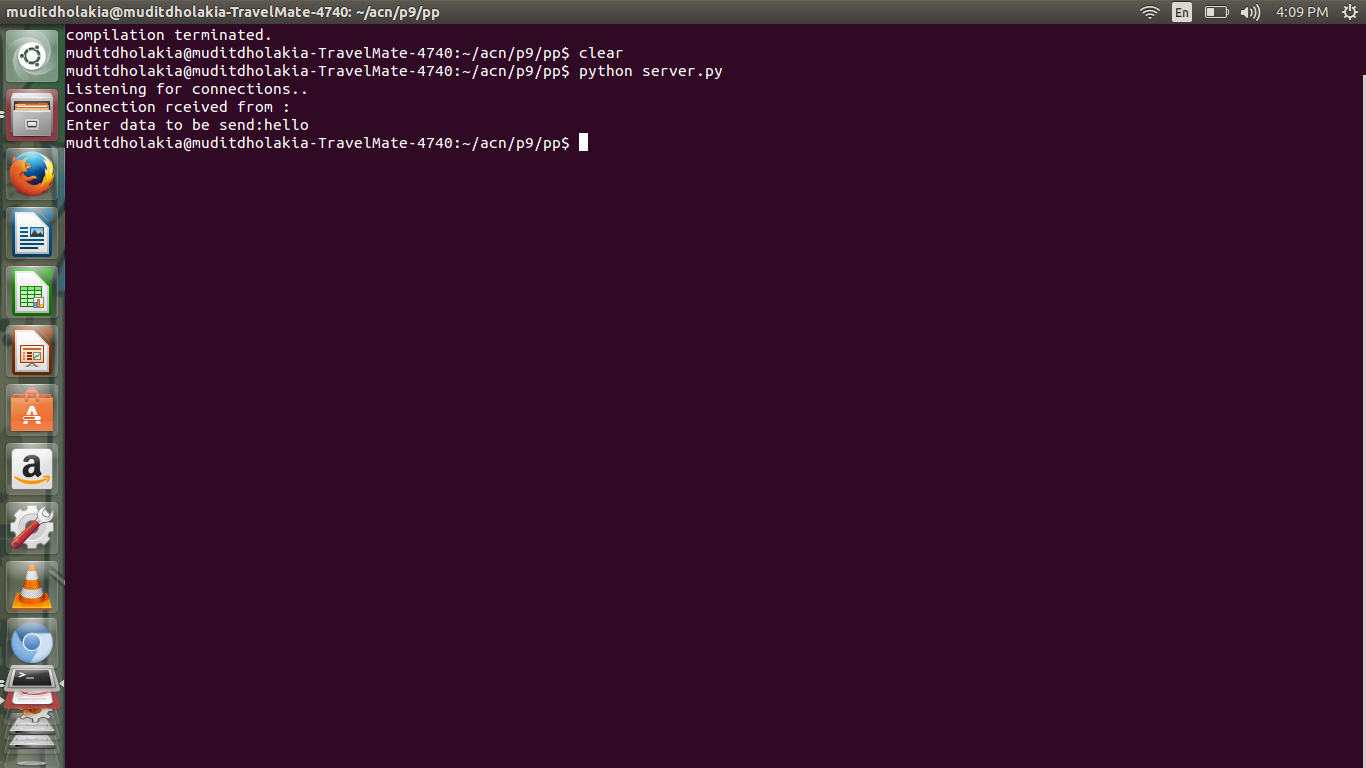 muditdholakia@muditdholakia-TravelMate-4740: ~/acn/p9/pp
En
4:09 PM
compilation terminated.
muditdholakia@muditdholakia-TravelMate-4740:~/acn/p9/pp$ clear
muditdholakia@muditdholakia-TravelMate-4740:~/acn/p9/pp$ python server.py
Listening for connections..
Connection rceived from :
Enter data to be send:hello
muditdholakia@muditdholakia-TravelMate-4740:~/acn/p9/pp$
A
a
>_